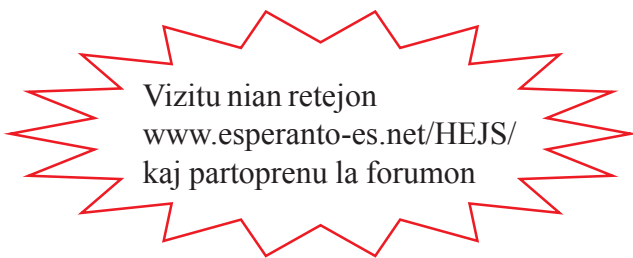 Vizitu nian retejon
www.esperanto-es.net/HEJS/
kaj partoprenu la forumon